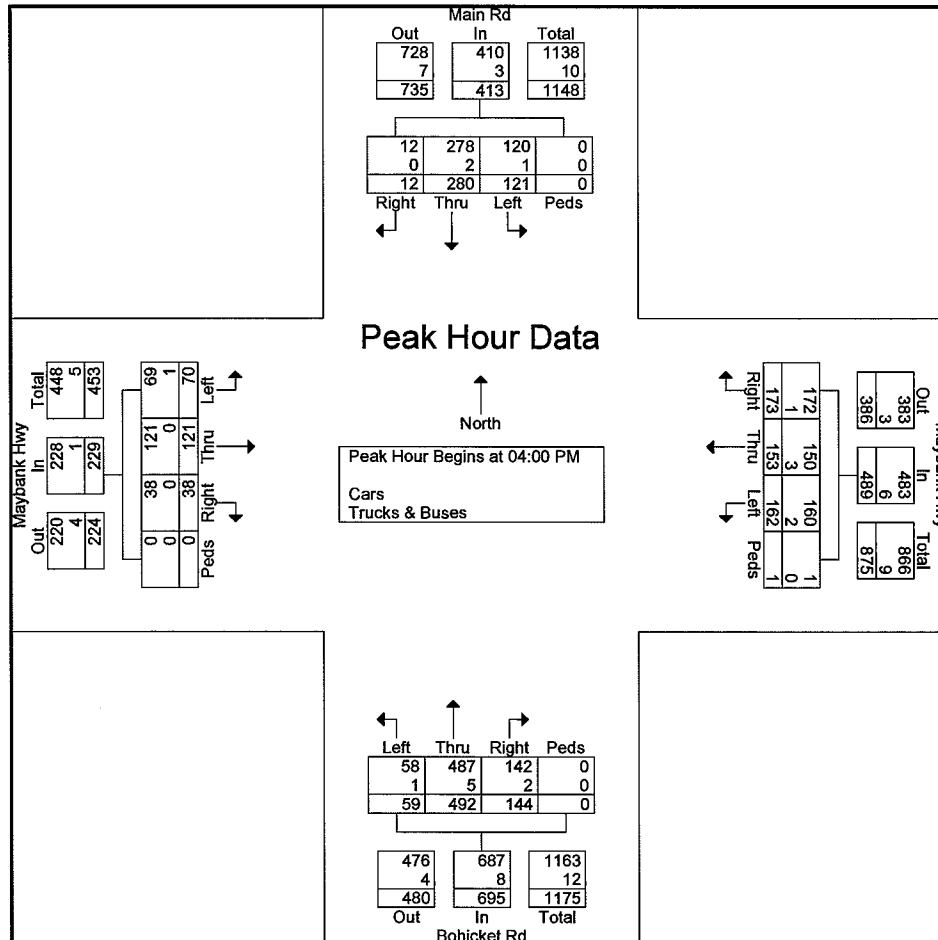 Main Rd
Out In Total
728 410 1138
7 3 10
735 413 1148
12 278 120 0
0 2 1 0
12 280 121 0
Right Thru Left Peds
Peak Hour Data
North
Peak Hour Begins at 04:00 PM
Cars
Trucks & Buses
Maybank Hwy
Out In Total
220 228 448
4 1 5
224 229 453
69 121 38 0
1 0 0 0
70 121 38 0
Left Thru Right Peds
Out In Total
383 483 866
3 6 9
386 489 875
172 150 160 1
1 3 2 0
173 153 162 1
Right Thru Left Peds
Left Thru Right Peds
58 487 142 0
1 5 2 0
59 492 144 0
476 687 1163
4 8 12
480 695 1175
Out In Total
Bohicket Rd